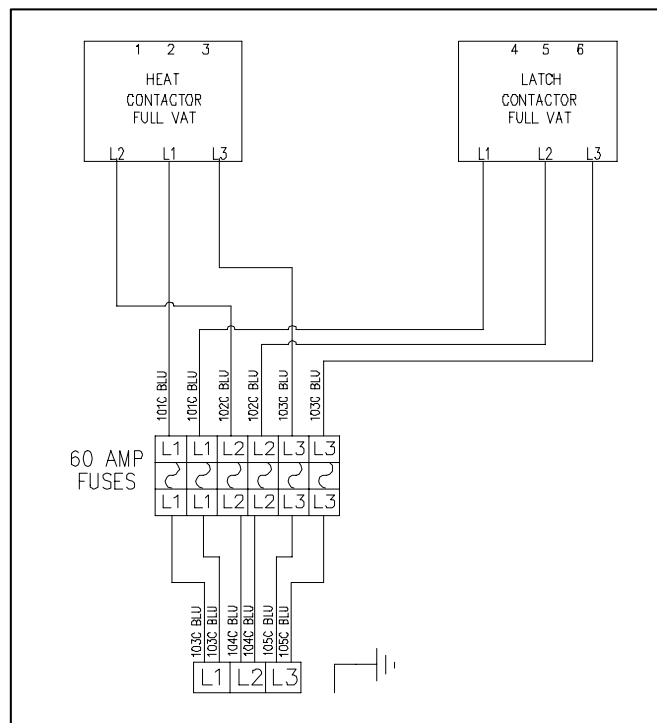 1 2 3
HEAT
CONTACTOR
FULL VAT
L2 L1 L3
4 5 6
LATCH
CONTACTOR
FULL VAT
L1 L2 L3
101C BLU
101C BLU
102C BLU
102C BLU
103C BLU
103C BLU
60 AMP
FUSES
L1 L1 L2 L2 L3 L3
L1 L1 L2 L2 L3 L3
103C BLU
103C BLU
104C BLU
104C BLU
105C BLU
105C BLU
L1 L2 L3